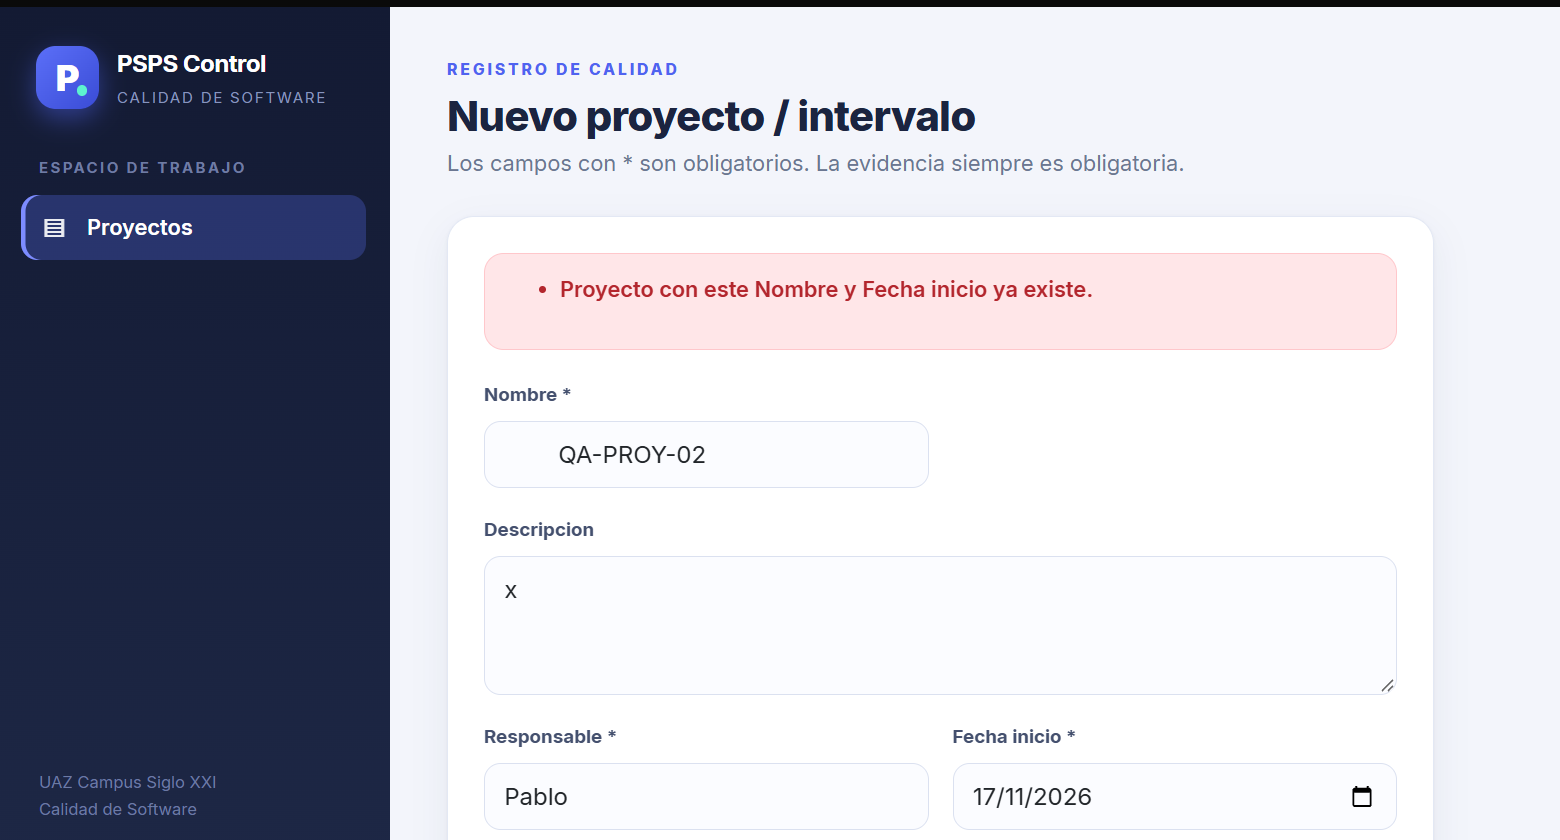 P.
PSPS Control
CALIDAD DE SOFTWARE
ESPACIO DE TRABAJO
Proyectos
UAZ Campus Siglo XXI
Calidad de Software
REGISTRO DE CALIDAD
Nuevo proyecto / intervalo
Los campos con * son obligatorios. La evidencia siempre es obligatoria.
• Proyecto con este Nombre y Fecha inicio ya existe.
Nombre *
QA-PROY-02
Descripcion
x
Responsable *
Fecha inicio *
Pablo
17/11/2026